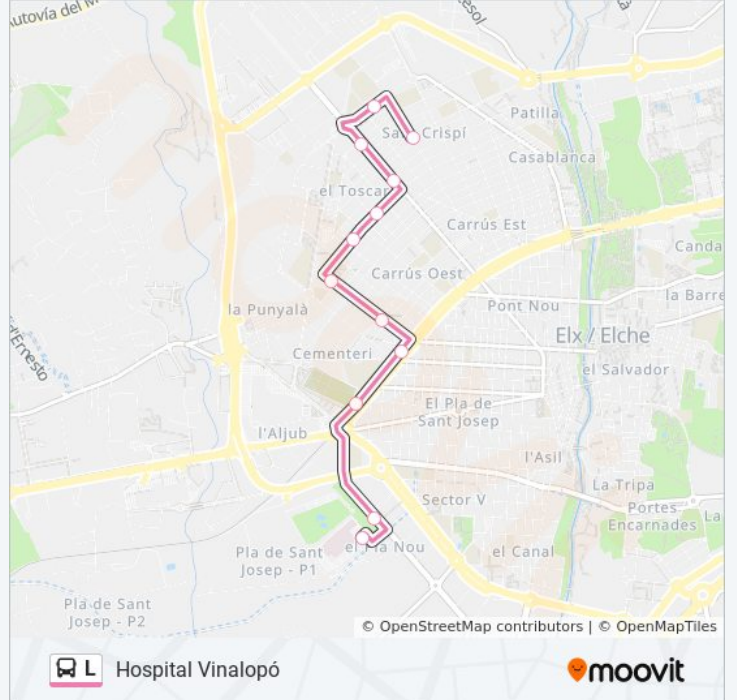 Autovía del M
Patilla
San Crispí
Casablanca
el Toscar
Carrús Est
Canda
Carrús Oest
la Barre
Pont Nou
la Punyalà
Elx / Elche
d'Ernesto
Cementeri
el Salvador
El Pla de
Sant Josep
l'Aljub
l'Asil
La Tripa
Sector V
Portes
Encarnades
La
el Pla Nou
Pla de Sant
Josep - P1
el Canal
Pla de Sant
Josep - P2
© OpenStreetMap contributors | © OpenMapTiles
L Hospital Vinalopó
moovit